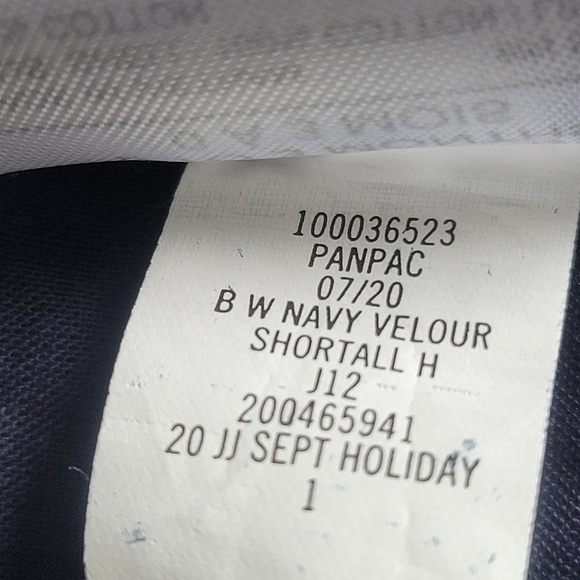 100036523
PANPAC
07/20
B W NAVY VELOUR
SHORTALL H
J12
200465941
20 JJ SEPT HOLIDAY
1